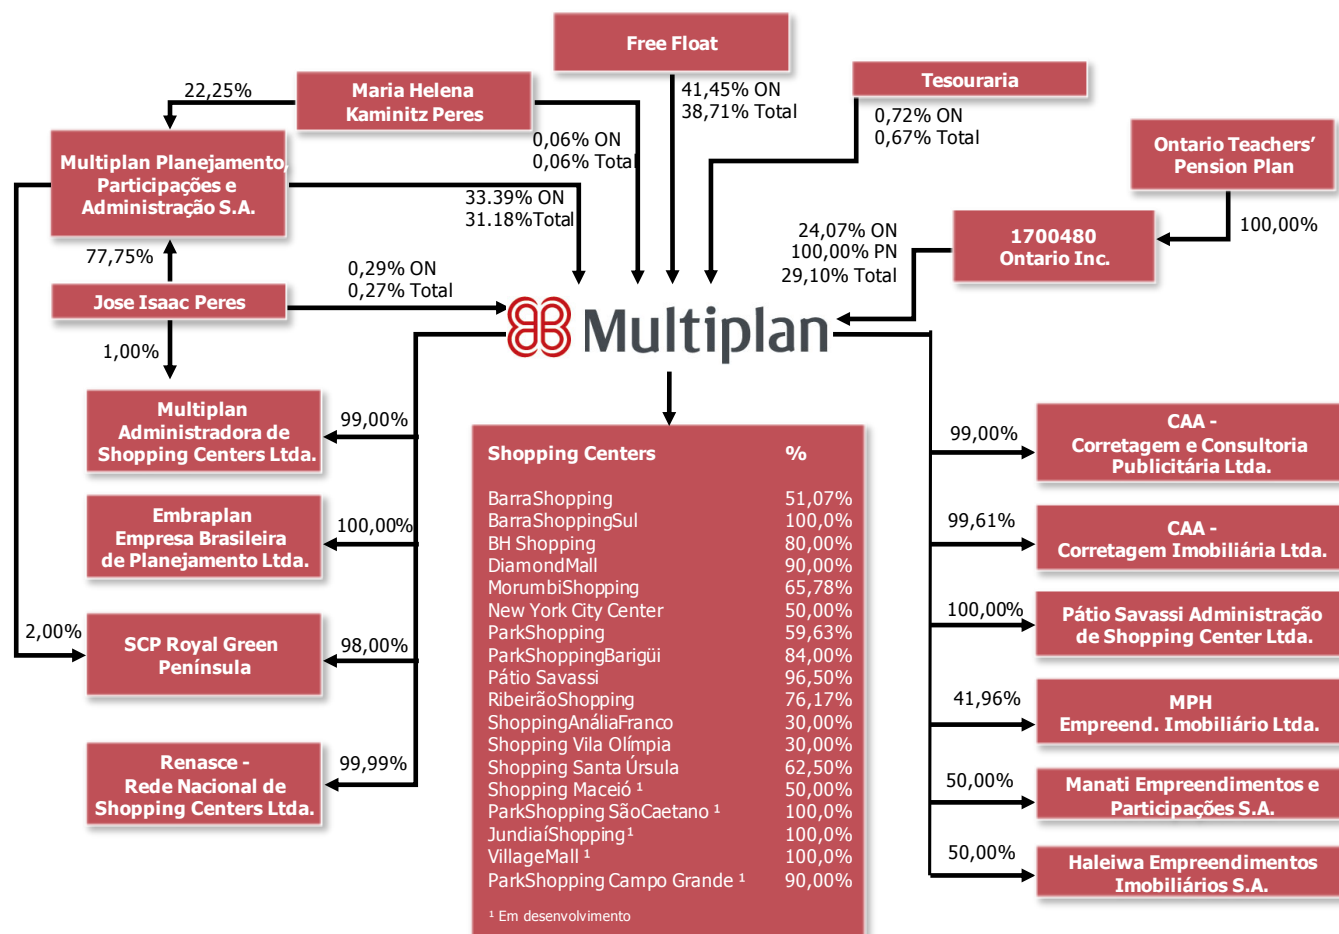 Free Float
41,45% ON
38,71% Total
Tesouraria
0,72% ON
0,67% Total
22,25%
Maria Helena
Kaminitz Peres
0,06% ON
0,06% Total
Ontario Teachers’
Pension Plan
100,00%
Multiplan Planejamento,
Participações e
Administração S.A.
33.39% ON
31.18%Total
24,07% ON
100,00% PN
29,10% Total
1700480
Ontario Inc.
77,75%
Jose Isaac Peres
0,29% ON
0,27% Total
Multiplan
1,00%
Multiplan
Administradora de
Shopping Centers Ltda.
99,00%
Embraplan
Empresa Brasileira
de Planejamento Ltda.
100,00%
2,00%
SCP Royal Green
Península
98,00%
Renasce -
Rede Nacional de
Shopping Centers Ltda.
99,99%
Shopping Centers %
BarraShopping 51,07%
BarraShoppingSul 100,0%
BH Shopping 80,00%
DiamondMall 90,00%
MorumbiShopping 65,78%
New York City Center 50,00%
ParkShopping 59,63%
ParkShoppingBarigüi 84,00%
Pátio Savassi 96,50%
RibeirãoShopping 76,17%
ShoppingAnáliaFranco 30,00%
Shopping Vila Olímpia 30,00%
Shopping Santa Úrsula 62,50%
Shopping Maceió ¹ 50,00%
ParkShopping SãoCaetano ¹ 100,0%
JundiaíShopping¹ 100,0%
VillageMall ¹ 100,0%
ParkShopping Campo Grande ¹ 90,00%
¹ Em desenvolvimento
99,00%
CAA -
Corretagem e Consultoria
Publicitária Ltda.
99,61%
CAA -
Corretagem Imobiliária Ltda.
100,00%
Pátio Savassi Administração
de Shopping Center Ltda.
41,96%
MPH
Empreend. Imobiliário Ltda.
50,00%
Manati Empreendimentos e
Participações S.A.
50,00%
Haleiwa Empreendimentos
Imobiliários S.A.